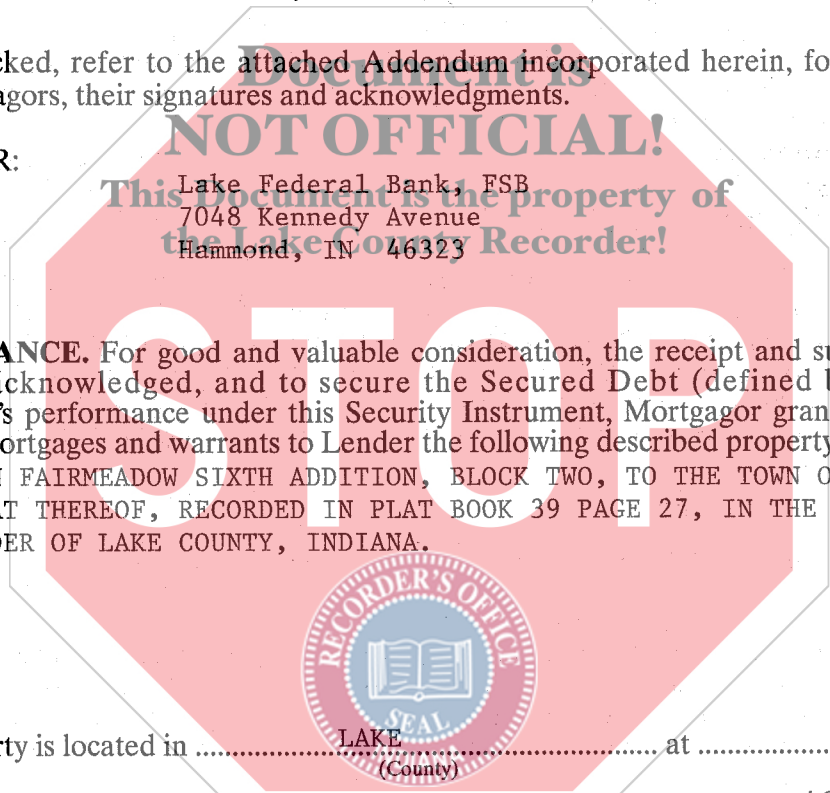 cked, refer to the attached Addendum incorporated herein, fo
agors, their signatures and acknowledgments.
Document is
NOT OFFICIAL!
R:
Lake Federal Bank, FSB
This Document is the property of
7048 Kennedy Avenue
the Lake County Recorder!
Hammond, IN 46323
STOP
ANCE. For good and valuable consideration, the receipt and su
cknowledged, and to secure the Secured Debt (defined b
's performance under this Security Instrument, Mortgagor gran
ortgages and warrants to Lender the following described property
FAIRMEADOW SIXTH ADDITION, BLOCK TWO, TO THE TOWN O
AT THEREOF, RECORDED IN PLAT BOOK 39 PAGE 27, IN THE
DER OF LAKE COUNTY, INDIANA.
RECORDER'S OFFICE
SEAL
INDIANA
rty is located in LAKE at
(County)